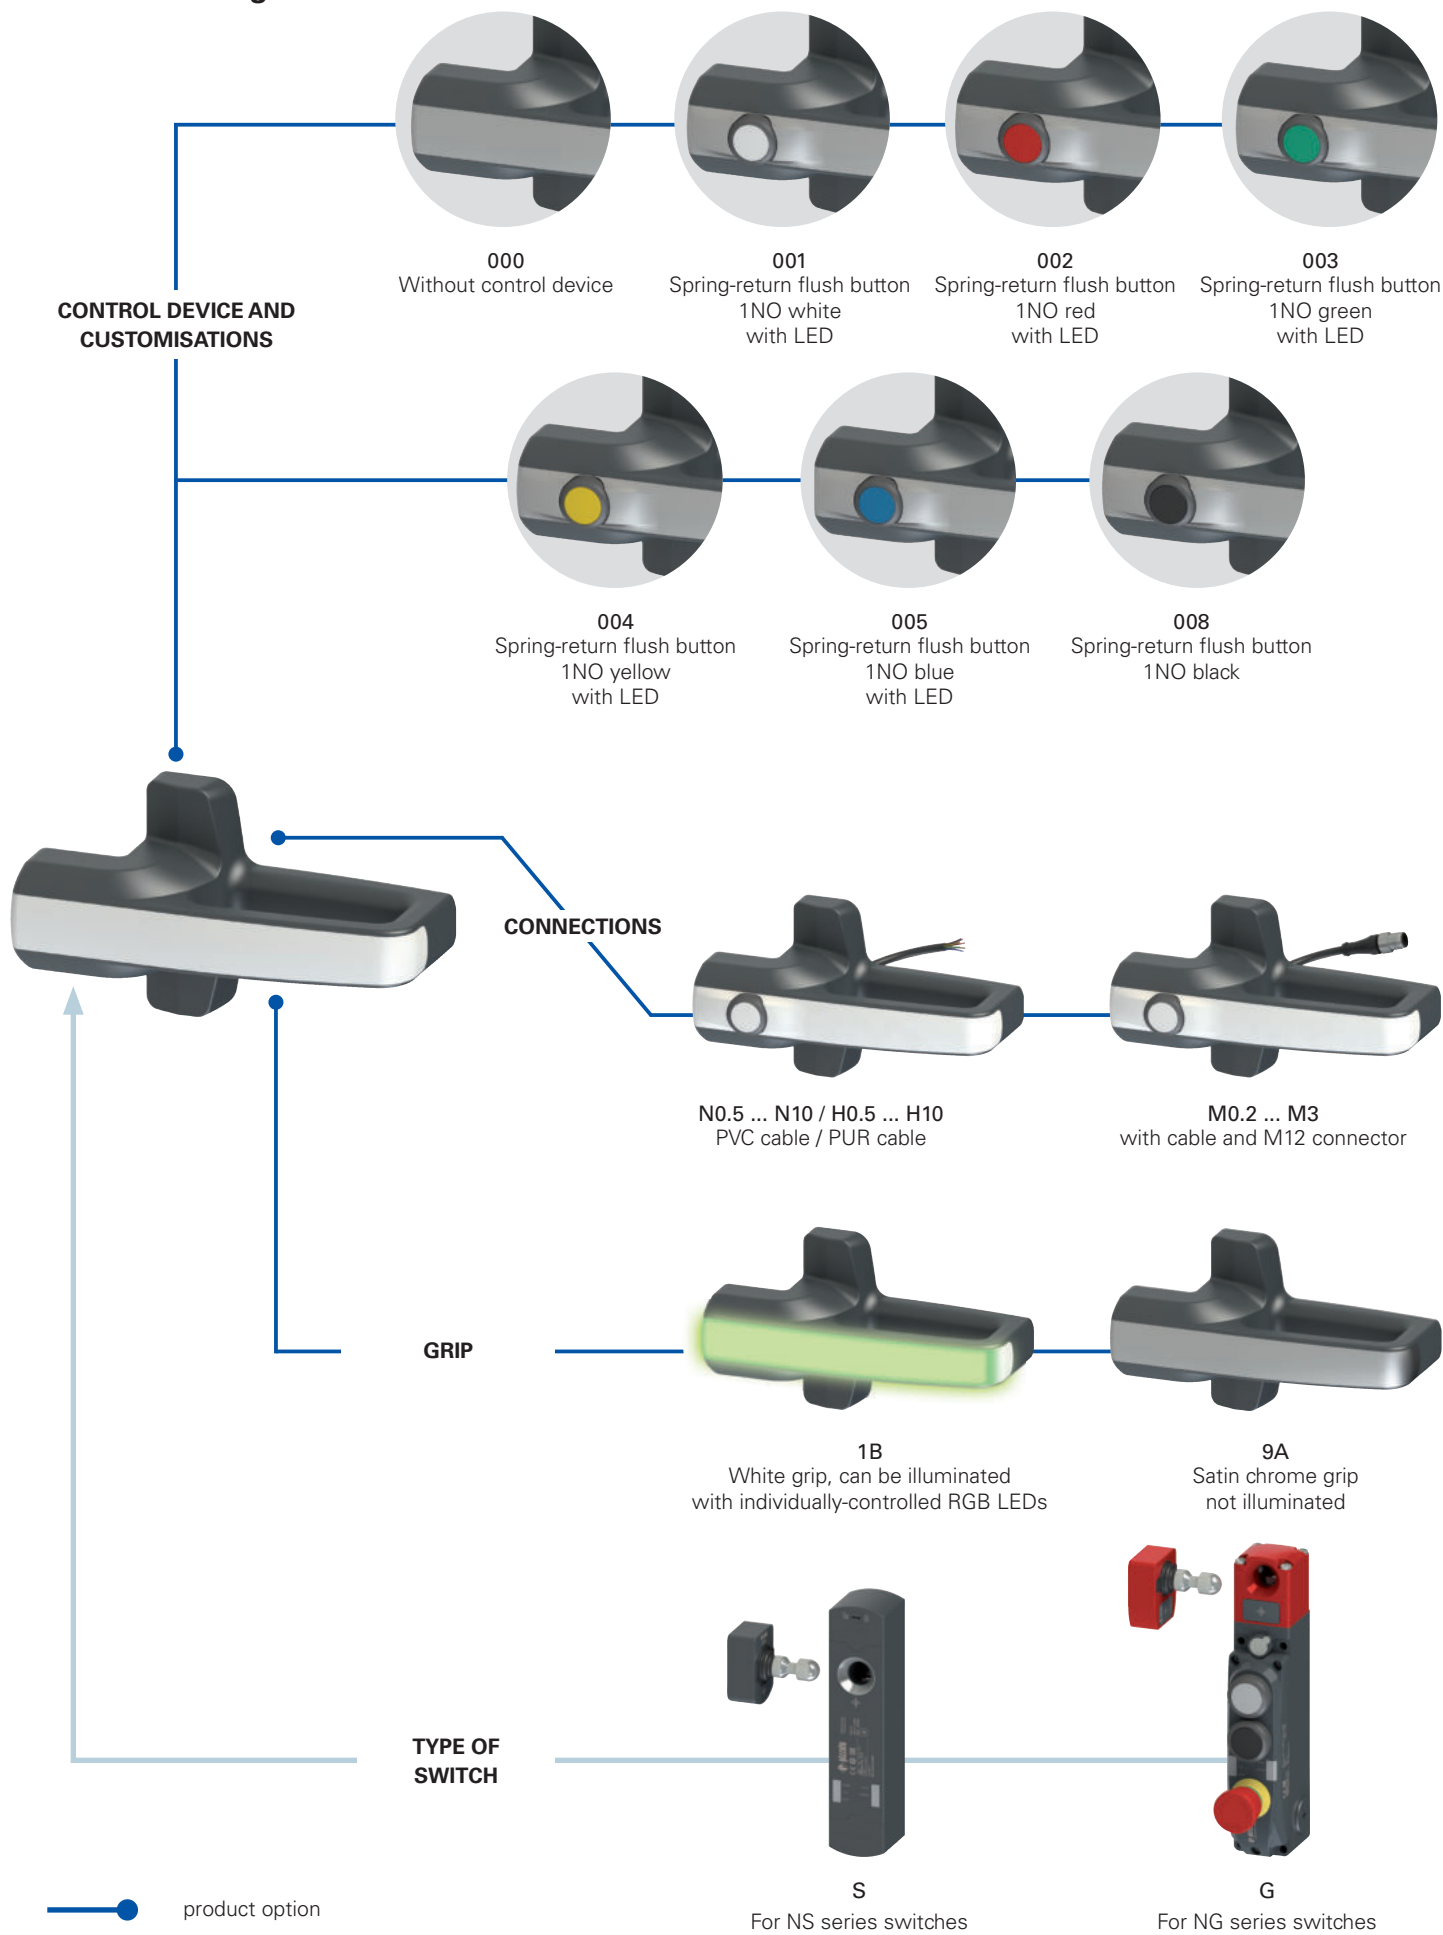 000
Without control device
001
Spring-return flush button
1NO white
with LED
002
Spring-return flush button
1NO red
with LED
003
Spring-return flush button
1NO green
with LED
CONTROL DEVICE AND
CUSTOMISATIONS
004
Spring-return flush button
1NO yellow
with LED
005
Spring-return flush button
1NO blue
with LED
008
Spring-return flush button
1NO black
CONNECTIONS
N0.5 ... N10 / H0.5 ... H10
PVC cable / PUR cable
M0.2 ... M3
with cable and M12 connector
GRIP
1B
White grip, can be illuminated
with individually-controlled RGB LEDs
9A
Satin chrome grip
not illuminated
TYPE OF
SWITCH
S
For NS series switches
G
For NG series switches
product option